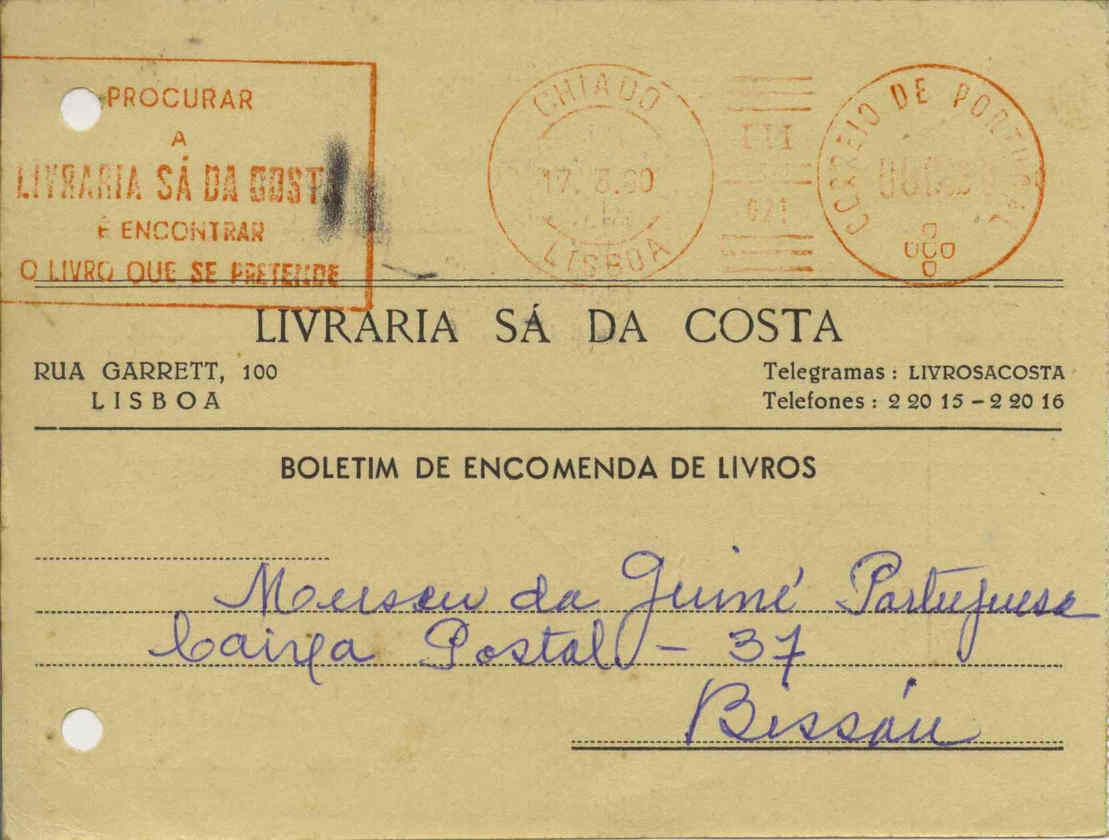 PROCURAR
A
LIVRARIA SÁ DA COSTA
É ENCONTRAR
O LIVRO QUE SE PRETENDE
CHIADO
LISBOA
CORREIO DE PORTUGAL
LIVRARIA SÁ DA COSTA
RUA GARRETT, 100
LISBOA
Telegramas : LIVROSACOSTA
Telefones : 2 20 15 - 2 20 16
BOLETIM DE ENCOMENDA DE LIVROS
Mouseu da Guiné Portuguesa
Caixa Postal - 37
Bissáu